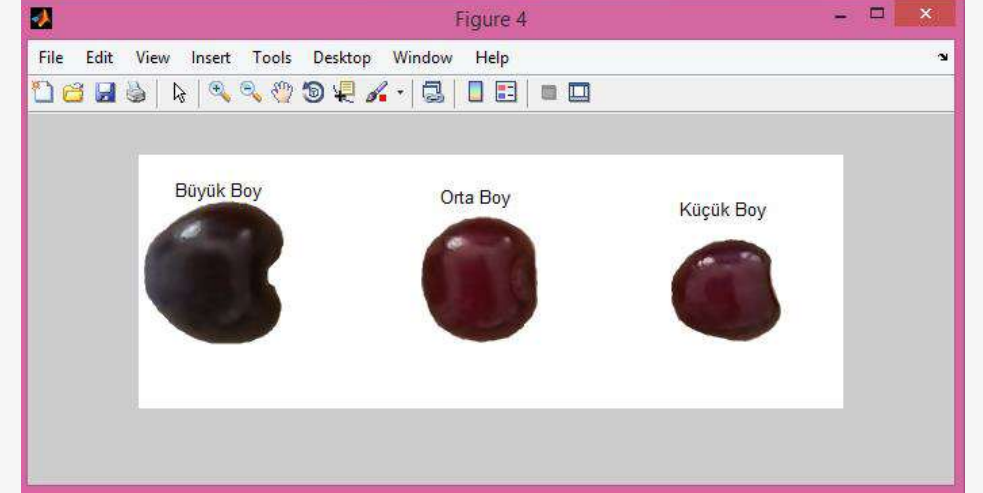 Figure 4
File Edit View Insert Tools Desktop Window Help
Büyük Boy
Orta Boy
Küçük Boy